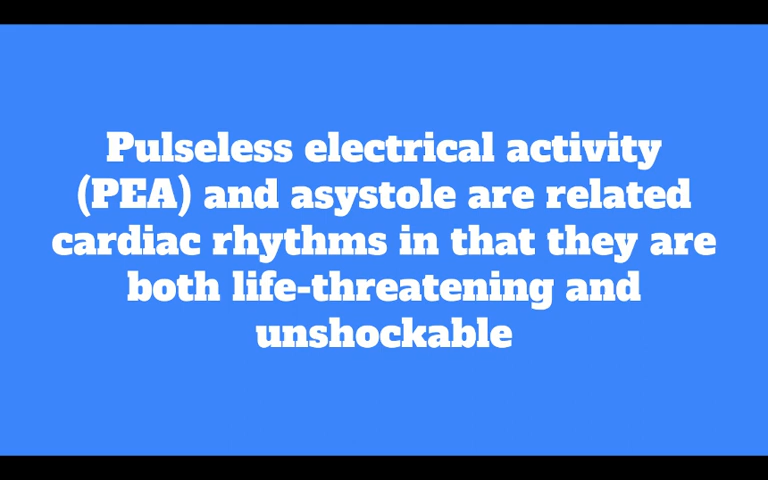 Pulseless electrical activity
(PEA) and asystole are related
cardiac rhythms in that they are
both life-threatening and
unshockable